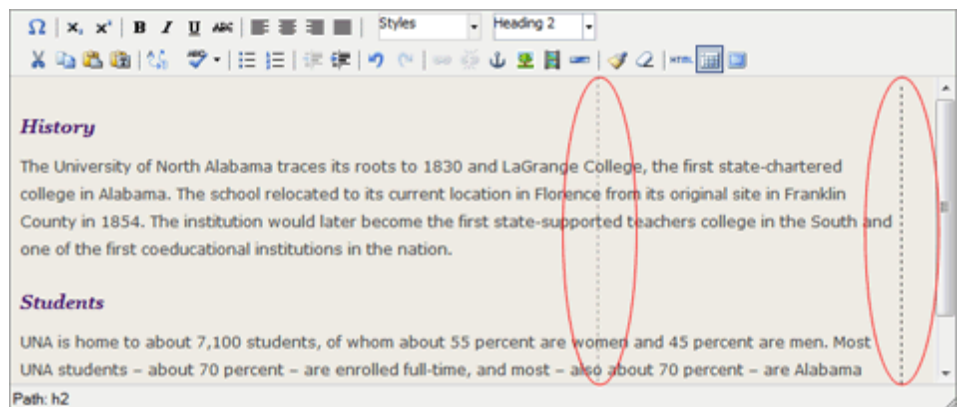 Ω x, x' B I U ABC Styles Heading 2
HTML
History
The University of North Alabama traces its roots to 1830 and LaGrange College, the first state-chartered
college in Alabama. The school relocated to its current location in Florence from its original site in Franklin
County in 1854. The institution would later become the first state-supported teachers college in the South and
one of the first coeducational institutions in the nation.
Students
UNA is home to about 7,100 students, of whom about 55 percent are women and 45 percent are men. Most
UNA students – about 70 percent – are enrolled full-time, and most – also about 70 percent – are Alabama
Path: h2